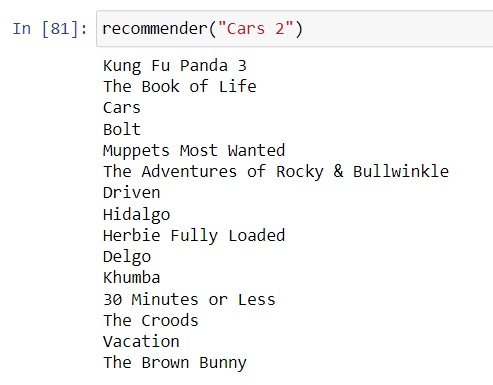 In [81]: recommender("Cars 2")
Kung Fu Panda 3
The Book of Life
Cars
Bolt
Muppets Most Wanted
The Adventures of Rocky & Bullwinkle
Driven
Hidalgo
Herbie Fully Loaded
Delgo
Khumba
30 Minutes or Less
The Croods
Vacation
The Brown Bunny